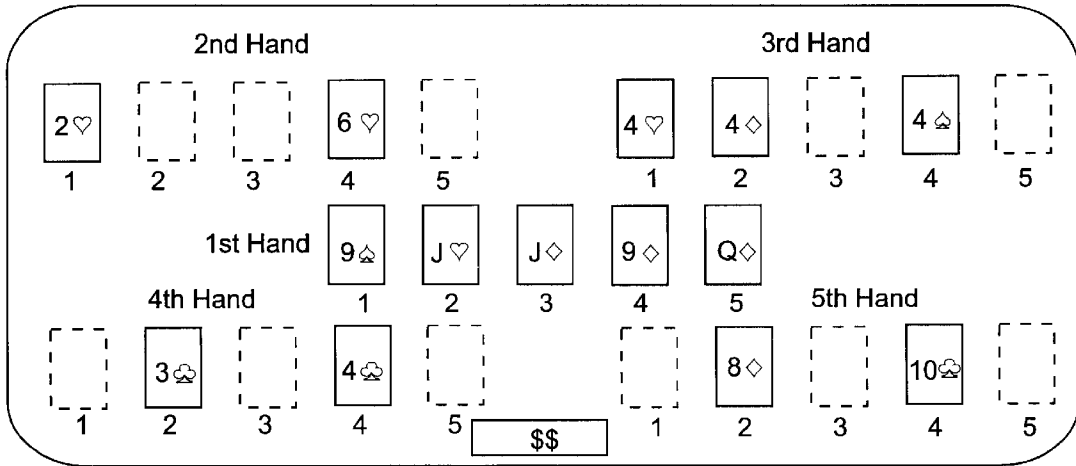 2nd Hand
3rd Hand
2♡ 6♡
4♡ 4♢ 4♤
1 2 3 4 5
1 2 3 4 5
1st Hand
9♤ J♡ J♢ 9♢ Q♢
1 2 3 4 5
4th Hand
5th Hand
3♧ 4♧
8♢ 10♧
1 2 3 4 5
1 2 3 4 5
$$